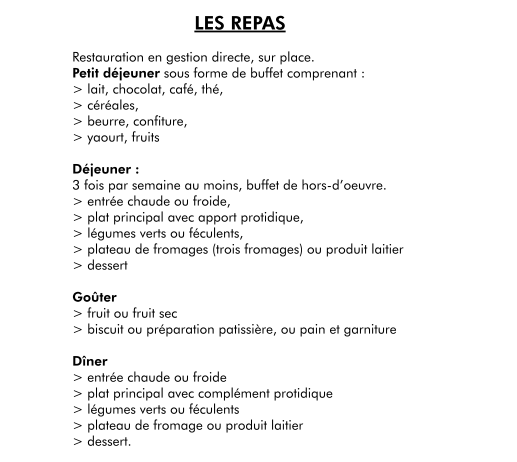 LES REPAS
Restauration en gestion directe, sur place.
Petit déjeuner sous forme de buffet comprenant :
> lait, chocolat, café, thé,
> céréales,
> beurre, confiture,
> yaourt, fruits
Déjeuner :
3 fois par semaine au moins, buffet de hors-d'oeuvre.
> entrée chaude ou froide,
> plat principal avec apport protidique,
> légumes verts ou féculents,
> plateau de fromages (trois fromages) ou produit laitier
> dessert
Goûter
> fruit ou fruit sec
> biscuit ou préparation patissière, ou pain et garniture
Dîner
> entrée chaude ou froide
> plat principal avec complément protidique
> légumes verts ou féculents
> plateau de fromage ou produit laitier
> dessert.